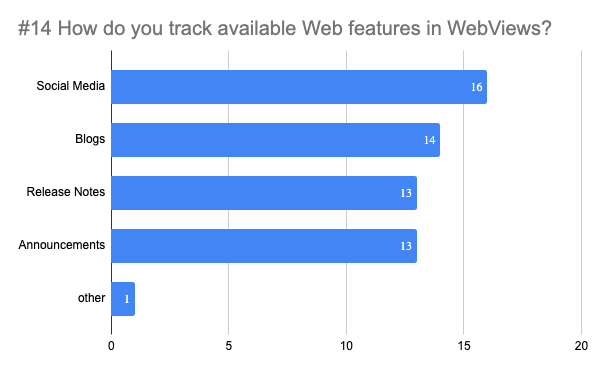 #14 How do you track available Web features in WebViews?
Social Media
16
Blogs
14
Release Notes
13
Announcements
13
other
1
0 5 10 15 20